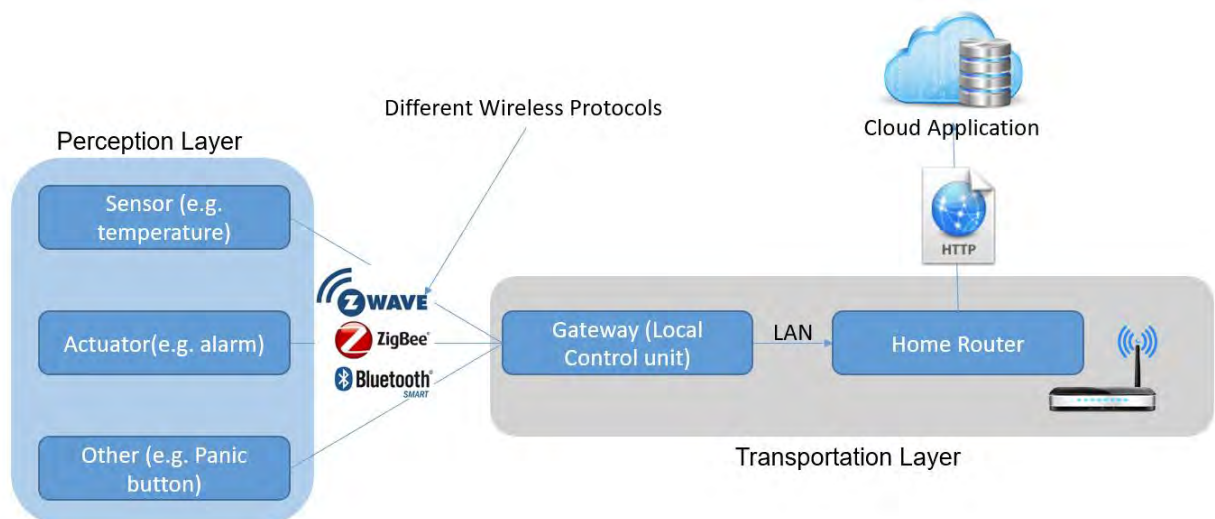 Different Wireless Protocols
Cloud Application
Perception Layer
Sensor (e.g.
temperature)
HTTP
Z WAVE
Actuator(e.g. alarm)
ZigBee®
Gateway (Local
Control unit)
LAN
Home Router
Bluetooth®
SMART
Other (e.g. Panic
button)
Transportation Layer